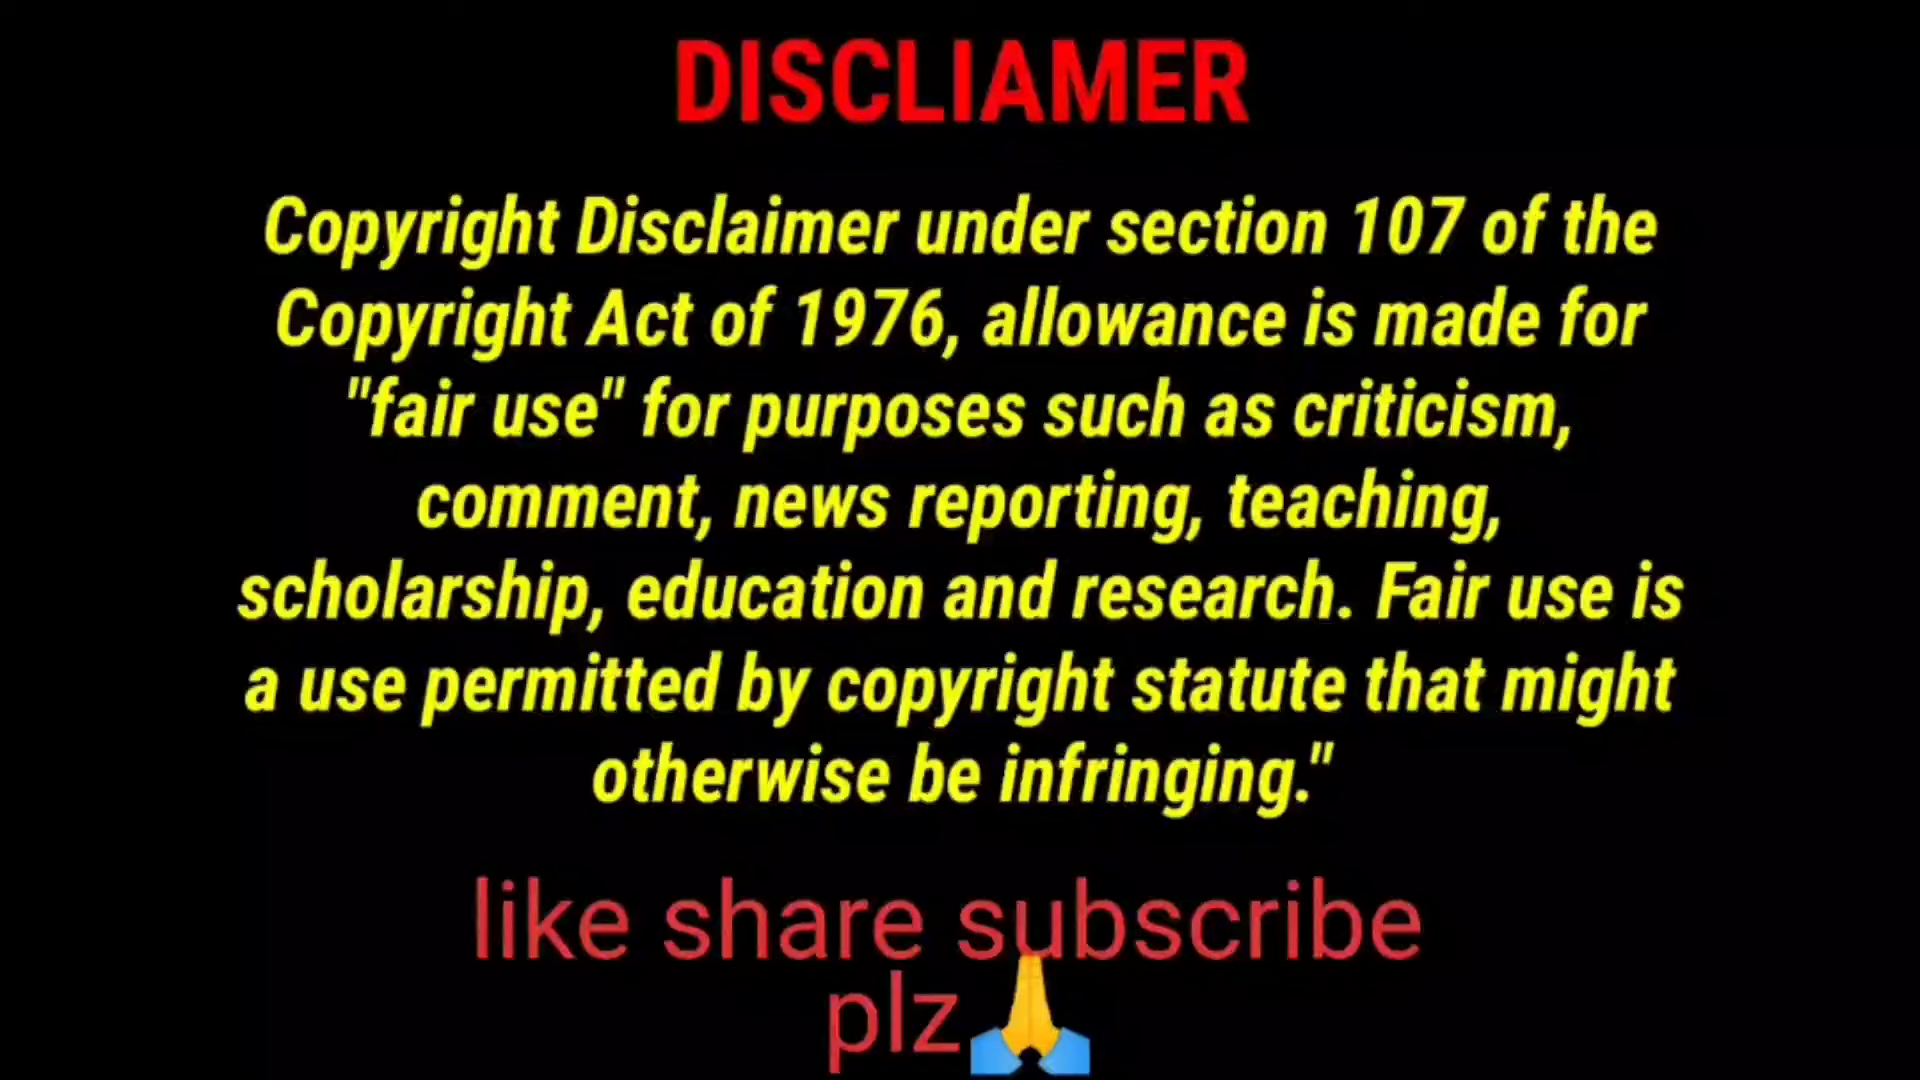 DISCLIAMER
Copyright Disclaimer under section 107 of the
Copyright Act of 1976, allowance is made for
"fair use" for purposes such as criticism,
comment, news reporting, teaching,
scholarship, education and research. Fair use is
a use permitted by copyright statute that might
otherwise be infringing."
like share subscribe
plz🙏